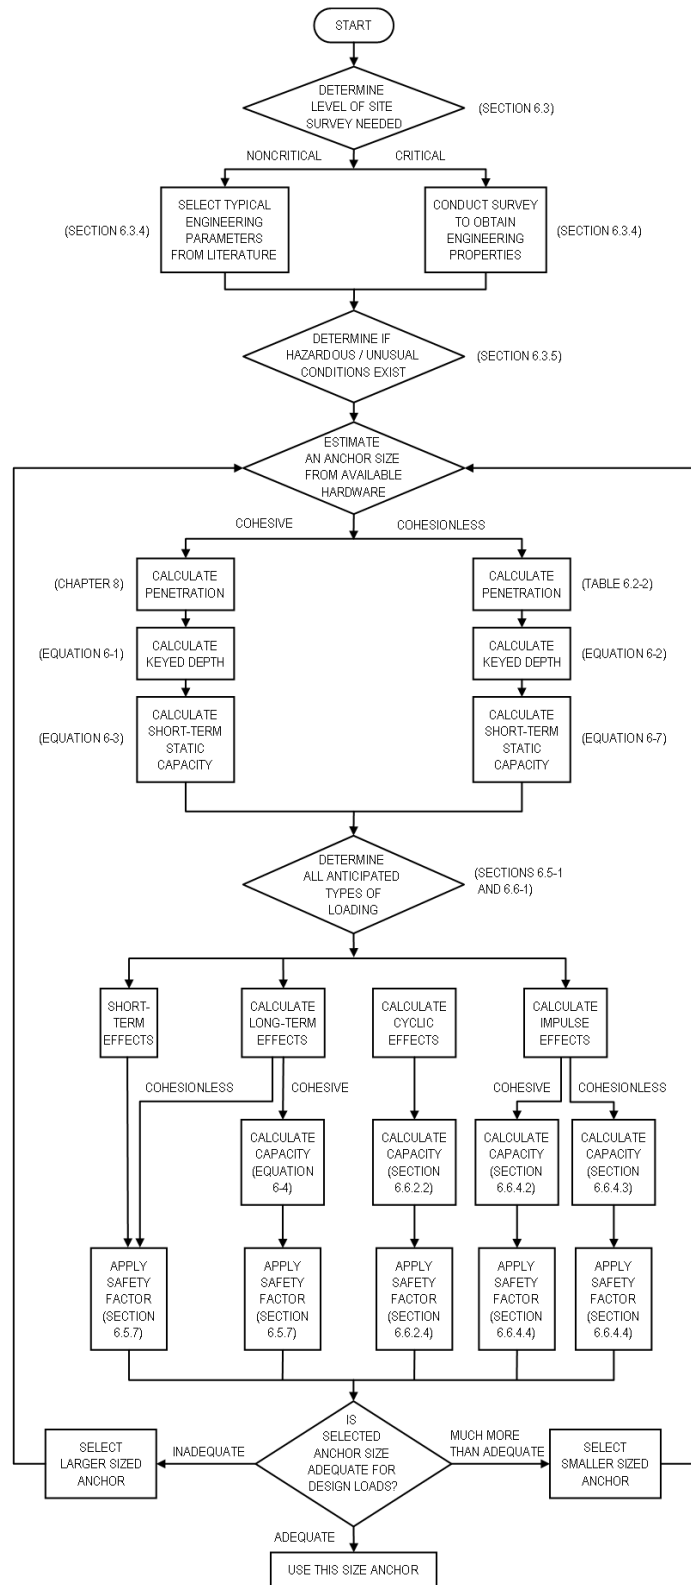 START
DETERMINE
LEVEL OF SITE
SURVEY NEEDED
(SECTION 6.3)
NONCRITICAL
CRITICAL
(SECTION 6.3.4)
SELECT TYPICAL
ENGINEERING
PARAMETERS
FROM LITERATURE
CONDUCT SURVEY
TO OBTAIN
ENGINEERING
PROPERTIES
(SECTION 6.3.4)
DETERMINE IF
HAZARDOUS / UNUSUAL
CONDITIONS EXIST
(SECTION 6.3.5)
ESTIMATE
AN ANCHOR SIZE
FROM AVAILABLE
HARDWARE
COHESIVE
COHESIONLESS
(CHAPTER 8)
CALCULATE
PENETRATION
CALCULATE
PENETRATION
(TABLE 6.2-2)
(EQUATION 6-1)
CALCULATE
KEYED DEPTH
CALCULATE
KEYED DEPTH
(EQUATION 6-2)
(EQUATION 6-3)
CALCULATE
SHORT-TERM
STATIC
CAPACITY
CALCULATE
SHORT-TERM
STATIC
CAPACITY
(EQUATION 6-7)
DETERMINE
ALL ANTICIPATED
TYPES OF
LOADING
(SECTIONS 6.5-1
AND 6.6-1)
SHORT-
TERM
EFFECTS
CALCULATE
LONG-TERM
EFFECTS
CALCULATE
CYCLIC
EFFECTS
CALCULATE
IMPULSE
EFFECTS
COHESIONLESS
COHESIVE
COHESIVE
COHESIONLESS
CALCULATE
CAPACITY
(EQUATION
6-4)
CALCULATE
CAPACITY
(SECTION
6.6.2.2)
CALCULATE
CAPACITY
(SECTION
6.6.4.2)
CALCULATE
CAPACITY
(SECTION
6.6.4.3)
APPLY
SAFETY
FACTOR
(SECTION
6.5.7)
APPLY
SAFETY
FACTOR
(SECTION
6.5.7)
APPLY
SAFETY
FACTOR
(SECTION
6.6.2.4)
APPLY
SAFETY
FACTOR
(SECTION
6.6.4.4)
APPLY
SAFETY
FACTOR
(SECTION
6.6.4.4)
SELECT
LARGER SIZED
ANCHOR
INADEQUATE
IS
SELECTED
ANCHOR SIZE
ADEQUATE FOR
DESIGN LOADS?
MUCH MORE
THAN ADEQUATE
SELECT
SMALLER SIZED
ANCHOR
ADEQUATE
USE THIS SIZE ANCHOR